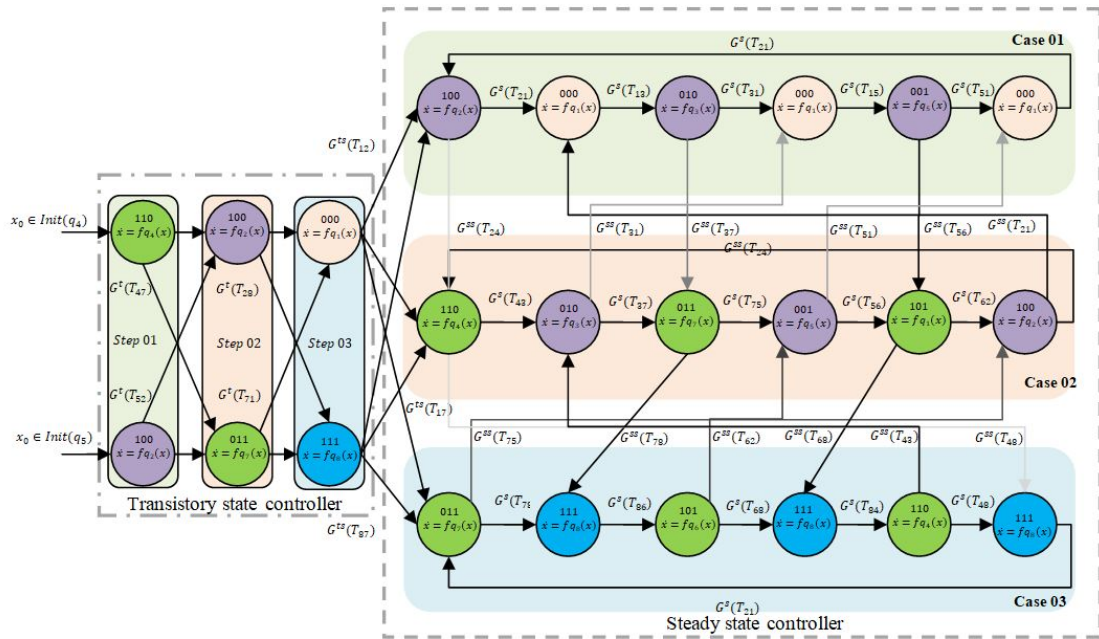 Case 01
G^s(T_21)
100
ẋ = fq_2(x)
G^s(T_21)
000
ẋ = fq_1(x)
G^s(T_13)
010
ẋ = fq_3(x)
G^s(T_31)
000
ẋ = fq_1(x)
G^s(T_15)
001
ẋ = fq_5(x)
G^s(T_51)
000
ẋ = fq_1(x)
G^ts(T_12)
x_0 ∈ Init(q_4)
110
ẋ = fq_4(x)
100
ẋ = fq_2(x)
000
ẋ = fq_1(x)
G^t(T_47)
G^t(T_28)
Step 01
Step 02
Step 03
G^t(T_52)
G^t(T_71)
x_0 ∈ Init(q_5)
100
ẋ = fq_2(x)
011
ẋ = fq_7(x)
111
ẋ = fq_8(x)
Transistory state controller
G^ss(T_24)
G^ss(T_31)
G^ss(T_37)
G^ss(T_51)
G^ss(T_56)
G^ss(T_21)
G^ss(T_24)
110
ẋ = fq_4(x)
G^s(T_43)
010
ẋ = fq_3(x)
G^s(T_37)
011
ẋ = fq_7(x)
G^s(T_75)
001
ẋ = fq_5(x)
G^s(T_56)
101
ẋ = fq_1(x)
G^s(T_62)
100
ẋ = fq_2(x)
Case 02
G^ts(T_17)
G^ss(T_75)
G^ss(T_78)
G^ss(T_62)
G^ss(T_68)
G^ss(T_43)
G^ss(T_48)
G^ts(T_87)
011
ẋ = fq_7(x)
G^s(T_78
111
ẋ = fq_8(x)
G^s(T_86)
101
ẋ = fq_6(x)
G^s(T_68)
111
ẋ = fq_8(x)
G^s(T_84)
110
ẋ = fq_4(x)
G^s(T_48)
111
ẋ = fq_8(x)
G^s(T_21)
Case 03
Steady state controller